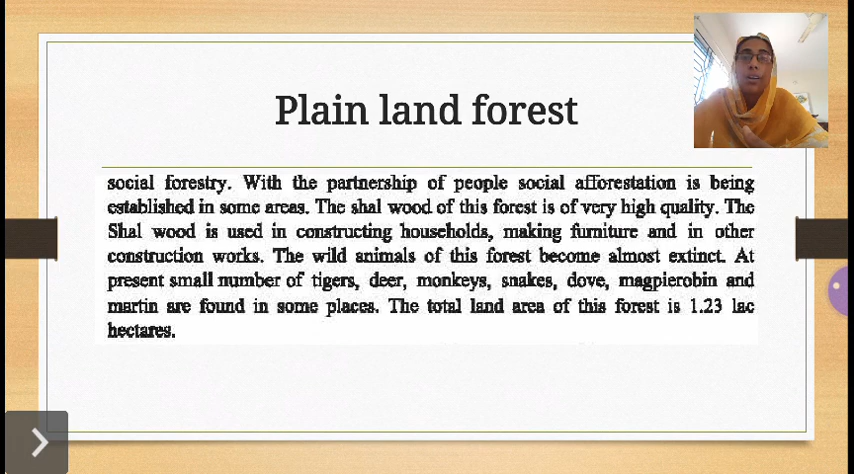 Plain land forest
social forestry. With the partnership of people social afforestation is being
established in some areas. The shal wood of this forest is of very high quality. The
Shal wood is used in constructing households, making furniture and in other
construction works. The wild animals of this forest become almost extinct. At
present small number of tigers, deer, monkeys, snakes, dove, magpierobin and
martin are found in some places. The total land area of this forest is 1.23 lac
hectares.